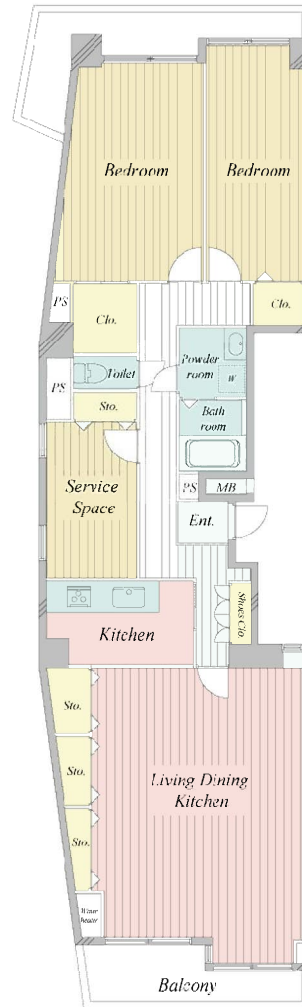 Bedroom
Bedroom
PS
Clo.
Clo.
Toilet
Powder
room
W
PS
Sto.
Bath
room
Service
Space
PS
MB
Ent.
Kitchen
Shoes Clo.
Sto.
Sto.
Living Dining
Kitchen
Sto.
Water
heater
Balcony